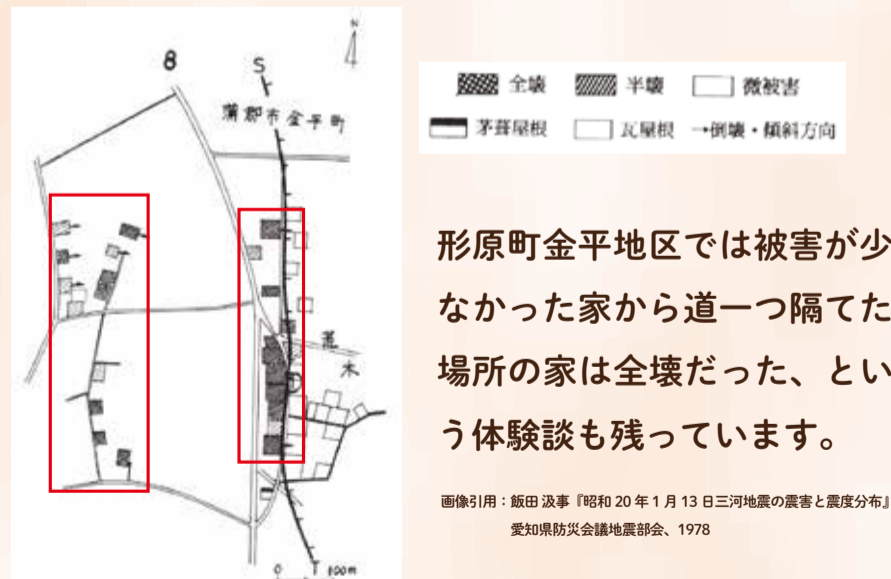 N
8
S
蒲郡市金平町
荒木
0
T
100m
全壊 半壊 微被害
茅葺屋根 瓦屋根 →倒壊・傾斜方向
形原町金平地区では被害が少
なかった家から道一つ隔てた
場所の家は全壊だった、とい
う体験談も残っています。
画像引用：飯田 汲事『昭和 20 年 1 月 13 日三河地震の震害と震度分布』
愛知県防災会議地震部会、1978